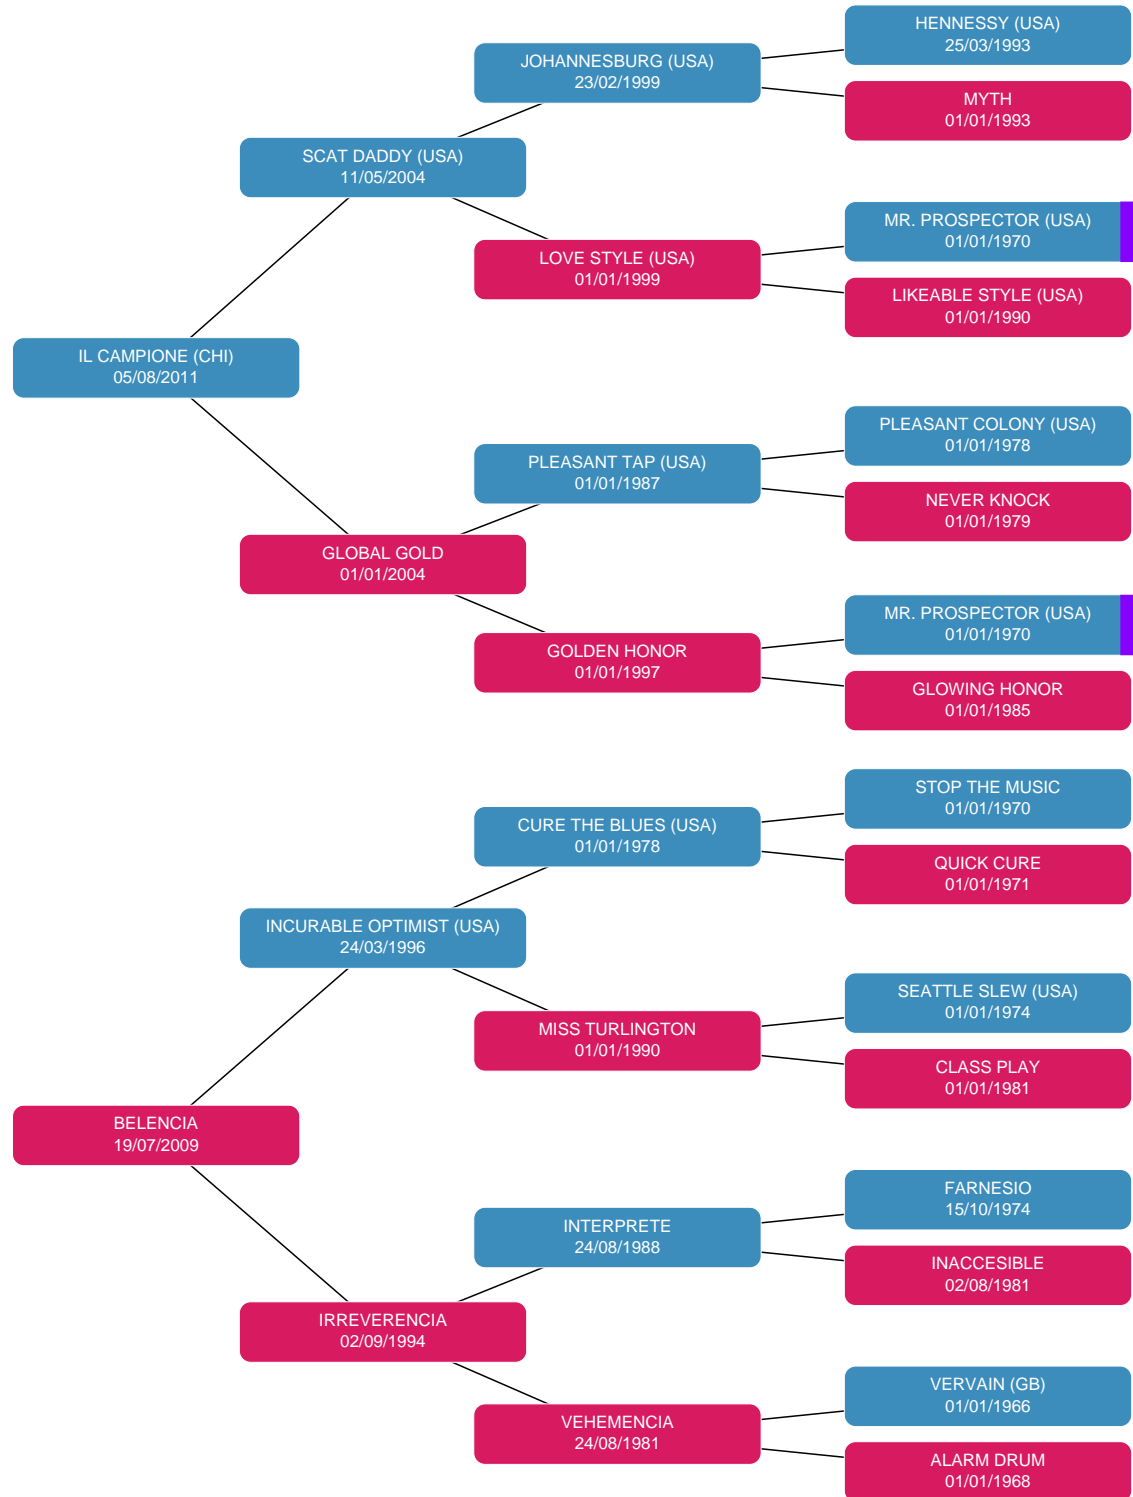 HENNESSY (USA)
25/03/1993
JOHANNESBURG (USA)
23/02/1999
MYTH
01/01/1993
SCAT DADDY (USA)
11/05/2004
MR. PROSPECTOR (USA)
01/01/1970
LOVE STYLE (USA)
01/01/1999
LIKEABLE STYLE (USA)
01/01/1990
IL CAMPIONE (CHI)
05/08/2011
PLEASANT COLONY (USA)
01/01/1978
PLEASANT TAP (USA)
01/01/1987
NEVER KNOCK
01/01/1979
GLOBAL GOLD
01/01/2004
MR. PROSPECTOR (USA)
01/01/1970
GOLDEN HONOR
01/01/1997
GLOWING HONOR
01/01/1985
STOP THE MUSIC
01/01/1970
CURE THE BLUES (USA)
01/01/1978
QUICK CURE
01/01/1971
INCURABLE OPTIMIST (USA)
24/03/1996
SEATTLE SLEW (USA)
01/01/1974
MISS TURLINGTON
01/01/1990
CLASS PLAY
01/01/1981
BELENCIA
19/07/2009
FARNESIO
15/10/1974
INTERPRETE
24/08/1988
INACCESIBLE
02/08/1981
IRREVERENCIA
02/09/1994
VERVAIN (GB)
01/01/1966
VEHEMENCIA
24/08/1981
ALARM DRUM
01/01/1968